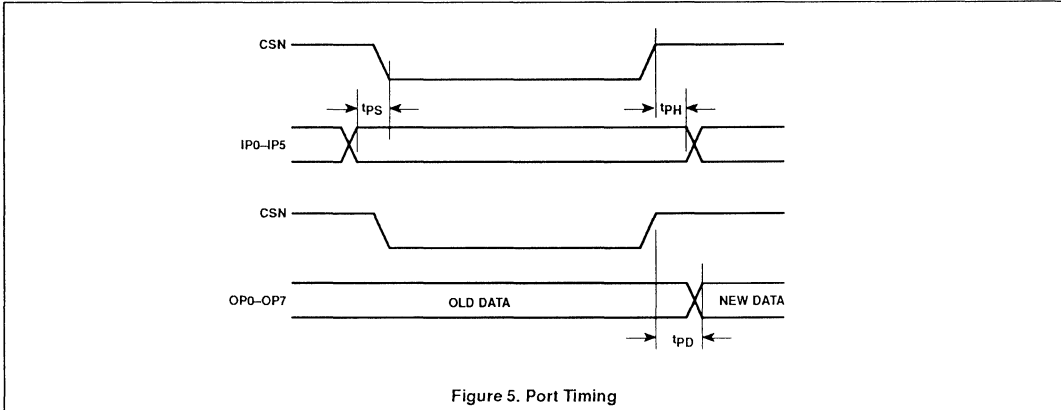 CSN
tPS
tPH
IP0–IP5
CSN
OP0–OP7
OLD DATA
NEW DATA
tPD
Figure 5. Port Timing